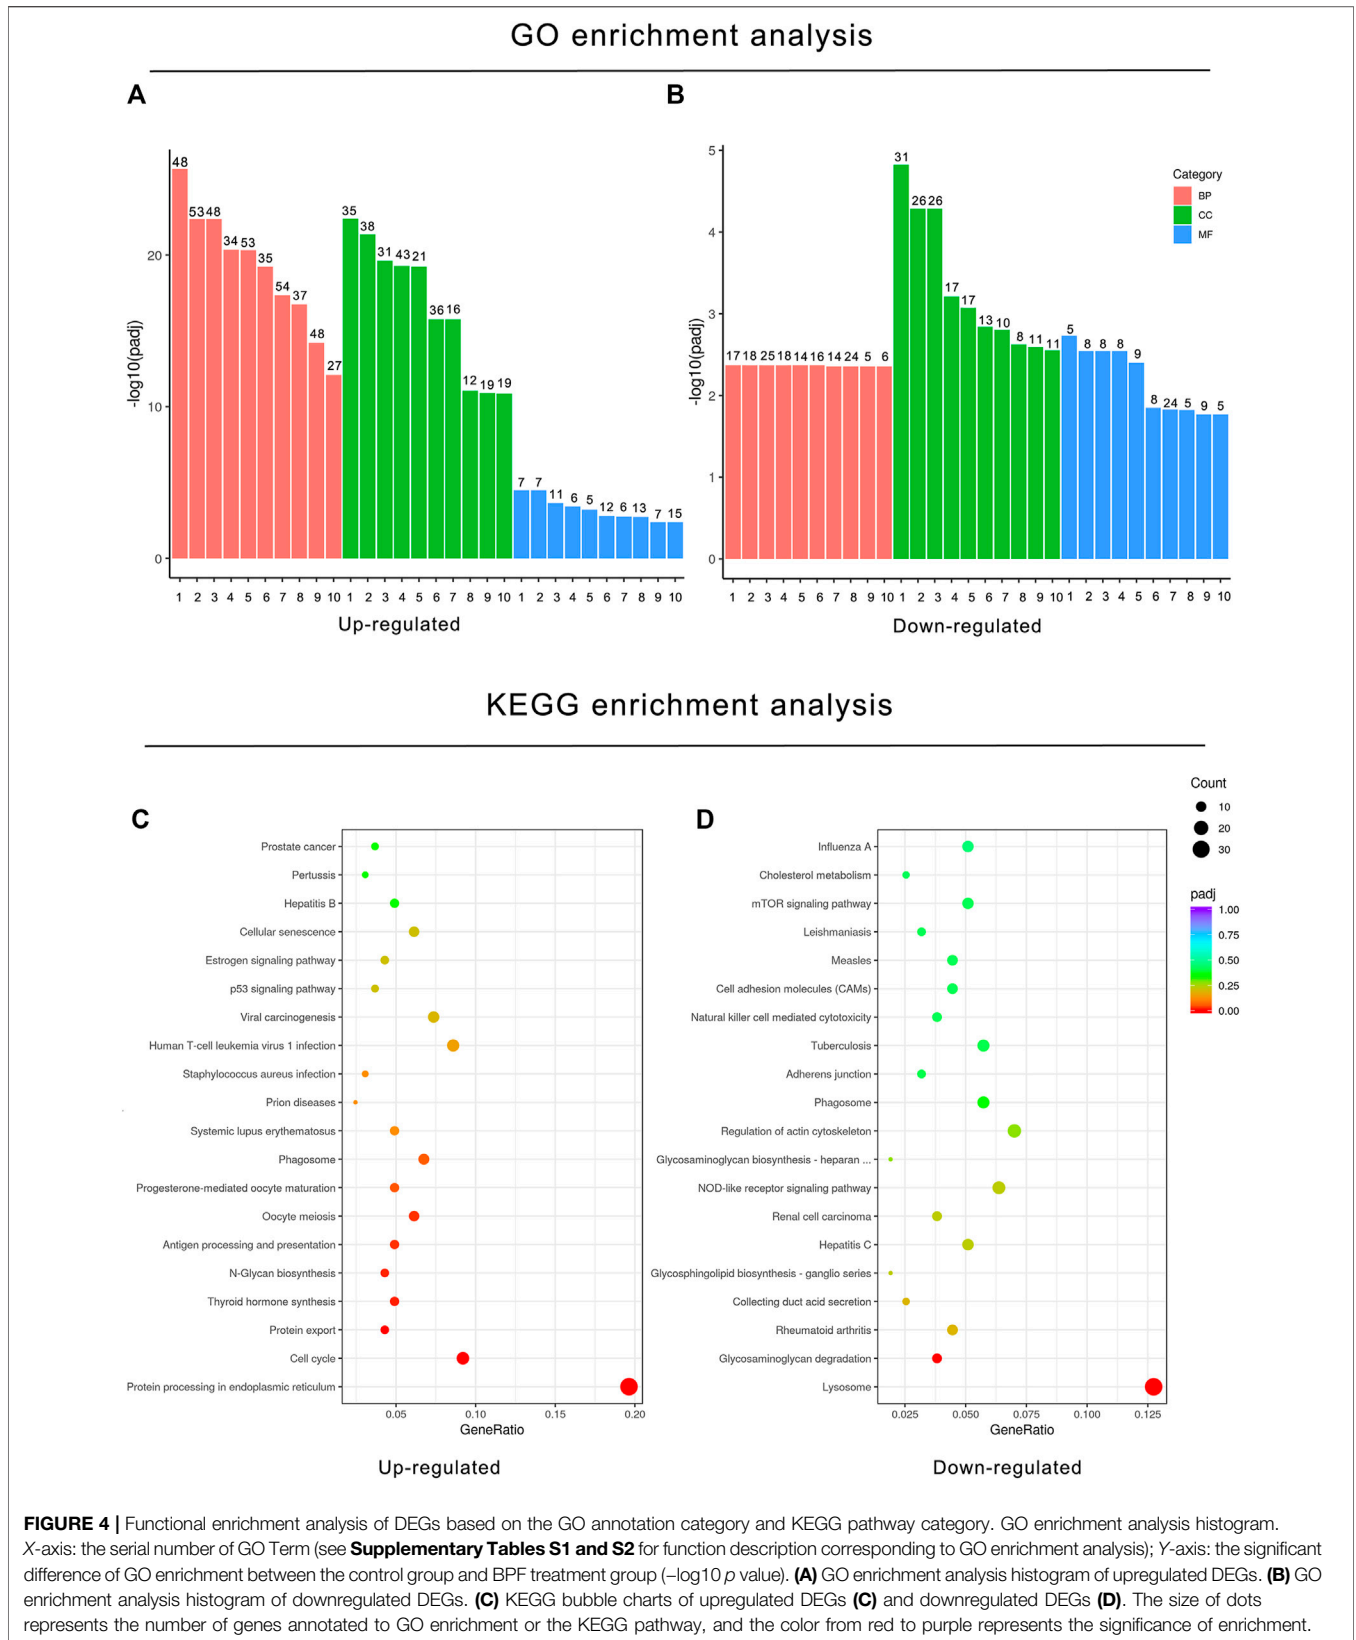 GO enrichment analysis
A
-log10(padj)
20
10
0
48
53 48
34 53
35
54
37
48
27
35
38
31 43 21
36 16
12 19 19
7 7 11 6 5 12 6 13 7 15
1 2 3 4 5 6 7 8 9 10 1 2 3 4 5 6 7 8 9 10 1 2 3 4 5 6 7 8 9 10
Up-regulated
B
-log10(padj)
5
4
3
2
1
0
17 18 25 18 14 16 14 24 5 6
31
26 26
17
17
13 10
8 11 11
5
8 8 8
9
8 24 5 9 5
1 2 3 4 5 6 7 8 9 10 1 2 3 4 5 6 7 8 9 10 1 2 3 4 5 6 7 8 9 10
Down-regulated
Category
BP
CC
MF
KEGG enrichment analysis
C
Prostate cancer
Pertussis
Hepatitis B
Cellular senescence
Estrogen signaling pathway
p53 signaling pathway
Viral carcinogenesis
Human T-cell leukemia virus 1 infection
Staphylococcus aureus infection
Prion diseases
Systemic lupus erythematosus
Phagosome
Progesterone-mediated oocyte maturation
Oocyte meiosis
Antigen processing and presentation
N-Glycan biosynthesis
Thyroid hormone synthesis
Protein export
Cell cycle
Protein processing in endoplasmic reticulum
0.05 0.10 0.15 0.20
GeneRatio
Up-regulated
D
Influenza A
Cholesterol metabolism
mTOR signaling pathway
Leishmaniasis
Measles
Cell adhesion molecules (CAMs)
Natural killer cell mediated cytotoxicity
Tuberculosis
Adherens junction
Phagosome
Regulation of actin cytoskeleton
Glycosaminoglycan biosynthesis - heparan ...
NOD-like receptor signaling pathway
Renal cell carcinoma
Hepatitis C
Glycosphingolipid biosynthesis - ganglio series
Collecting duct acid secretion
Rheumatoid arthritis
Glycosaminoglycan degradation
Lysosome
0.025 0.050 0.075 0.100 0.125
GeneRatio
Down-regulated
Count
10
20
30
padj
1.00
0.75
0.50
0.25
0.00
FIGURE 4 | Functional enrichment analysis of DEGs based on the GO annotation category and KEGG pathway category. GO enrichment analysis histogram.
X-axis: the serial number of GO Term (see Supplementary Tables S1 and S2 for function description corresponding to GO enrichment analysis); Y-axis: the significant
difference of GO enrichment between the control group and BPF treatment group (−log10 p value). (A) GO enrichment analysis histogram of upregulated DEGs. (B) GO
enrichment analysis histogram of downregulated DEGs. (C) KEGG bubble charts of upregulated DEGs (C) and downregulated DEGs (D). The size of dots
represents the number of genes annotated to GO enrichment or the KEGG pathway, and the color from red to purple represents the significance of enrichment.